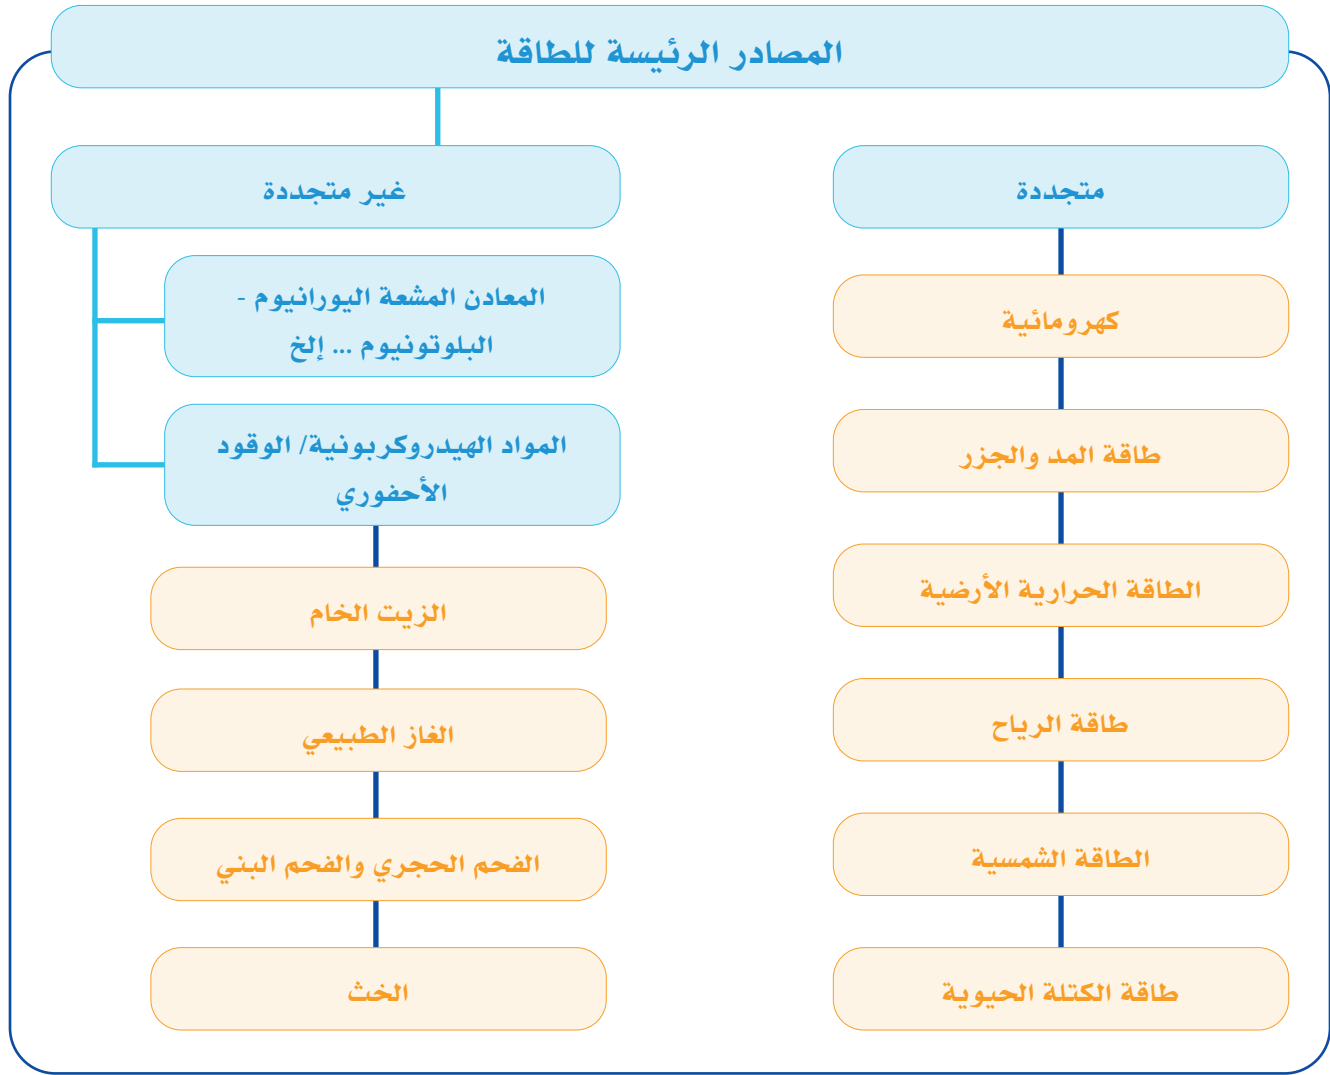 المصادر الرئيسة للطاقة
متجددة
كهرومائية
طاقة المد والجزر
الطاقة الحرارية الأرضية
طاقة الرياح
الطاقة الشمسية
طاقة الكتلة الحيوية
غير متجددة
المعادن المشعة اليورانيوم -
البلوتونيوم ... إلخ
المواد الهيدروكربونية/ الوقود
الأحفوري
الزيت الخام
الغاز الطبيعي
الفحم الحجري والفحم البني
الخث